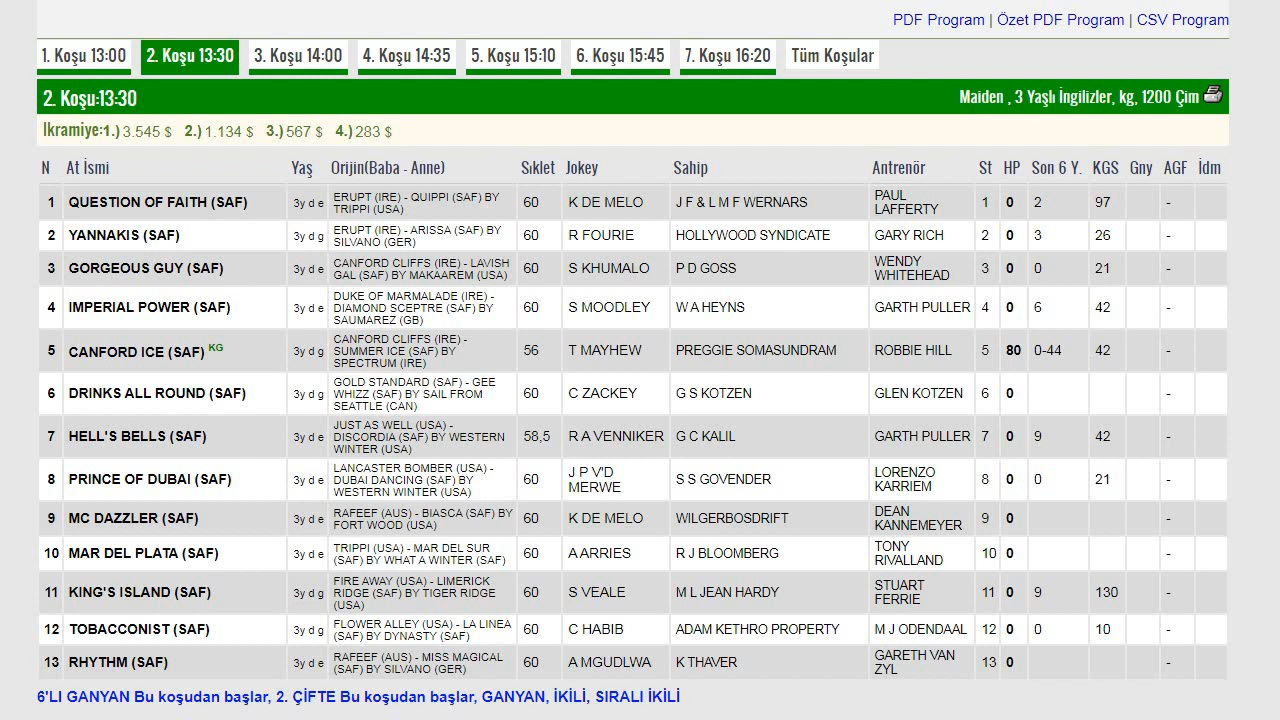 PDF Program | Özet PDF Program | CSV Program
1. Koşu 13:00 2. Koşu 13:30 3. Koşu 14:00 4. Koşu 14:35 5. Koşu 15:10 6. Koşu 15:45 7. Koşu 16:20 Tüm Koşular
2. Koşu:13:30 Maiden , 3 Yaşlı İngilizler, kg, 1200 Çim
İkramiye:1.) 3.545 $ 2.) 1.134 $ 3.) 567 $ 4.) 283 $
N At İsmi Yaş Orijin(Baba - Anne) Sıklet Jokey Sahip Antrenör St HP Son 6 Y. KGS Gny AGF İdm
1 QUESTION OF FAITH (SAF) 3y d e ERUPT (IRE) - QUIPPI (SAF) BY TRIPPI (USA) 60 K DE MELO J F & L M F WERNARS PAUL LAFFERTY 1 0 2 97 -
2 YANNAKIS (SAF) 3y d g ERUPT (IRE) - ARISSA (SAF) BY SILVANO (GER) 60 R FOURIE HOLLYWOOD SYNDICATE GARY RICH 2 0 3 26 -
3 GORGEOUS GUY (SAF) 3y d e CANFORD CLIFFS (IRE) - LAVISH GAL (SAF) BY MAKAAREM (USA) 60 S KHUMALO P D GOSS WENDY WHITEHEAD 3 0 0 21 -
4 IMPERIAL POWER (SAF) 3y d e DUKE OF MARMALADE (IRE) - DIAMOND SCEPTRE (SAF) BY SAUMAREZ (GB) 60 S MOODLEY W A HEYNS GARTH PULLER 4 0 6 42 -
5 CANFORD ICE (SAF) KG 3y d g CANFORD CLIFFS (IRE) - SUMMER ICE (SAF) BY SPECTRUM (IRE) 56 T MAYHEW PREGGIE SOMASUNDRAM ROBBIE HILL 5 80 0-44 42 -
6 DRINKS ALL ROUND (SAF) 3y d g GOLD STANDARD (SAF) - GEE WHIZZ (SAF) BY SAIL FROM SEATTLE (CAN) 60 C ZACKEY G S KOTZEN GLEN KOTZEN 6 0 -
7 HELL'S BELLS (SAF) 3y d e JUST AS WELL (USA) - DISCORDIA (SAF) BY WESTERN WINTER (USA) 58,5 R A VENNIKER G C KALIL GARTH PULLER 7 0 9 42 -
8 PRINCE OF DUBAI (SAF) 3y d e LANCASTER BOMBER (USA) - DUBAI DANCING (SAF) BY WESTERN WINTER (USA) 60 J P V'D MERWE S S GOVENDER LORENZO KARRIEM 8 0 0 21 -
9 MC DAZZLER (SAF) 3y d e RAFEEF (AUS) - BIASCA (SAF) BY FORT WOOD (USA) 60 K DE MELO WILGERBOSDRIFT DEAN KANNEMEYER 9 0 -
10 MAR DEL PLATA (SAF) 3y d e TRIPPI (USA) - MAR DEL SUR (SAF) BY WHAT A WINTER (SAF) 60 A ARRIES R J BLOOMBERG TONY RIVALLAND 10 0 -
11 KING'S ISLAND (SAF) 3y d g FIRE AWAY (USA) - LIMERICK RIDGE (SAF) BY TIGER RIDGE (USA) 60 S VEALE M L JEAN HARDY STUART FERRIE 11 0 9 130 -
12 TOBACCONIST (SAF) 3y d g FLOWER ALLEY (USA) - LA LINEA (SAF) BY DYNASTY (SAF) 60 C HABIB ADAM KETHRO PROPERTY M J ODENDAAL 12 0 0 10 -
13 RHYTHM (SAF) 3y d e RAFEEF (AUS) - MISS MAGICAL (SAF) BY SILVANO (GER) 60 A MGUDLWA K THAVER GARETH VAN ZYL 13 0 -
6'LI GANYAN Bu koşudan başlar, 2. ÇİFTE Bu koşudan başlar, GANYAN, İKİLİ, SIRALI İKİLİ